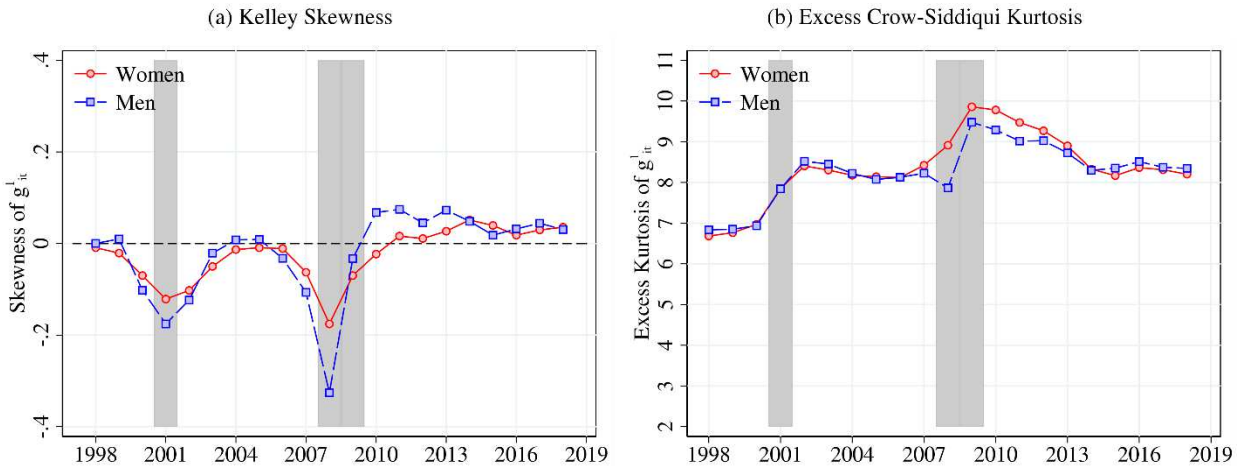 (a) Kelley Skewness
Skewness of g¹ᵢₜ
.4
.2
0
-.2
-.4
Women
Men
1998 2001 2004 2007 2010 2013 2016 2019
(b) Excess Crow-Siddiqui Kurtosis
Excess Kurtosis of g¹ᵢₜ
11
10
9
8
7
6
5
4
3
2
Women
Men
1998 2001 2004 2007 2010 2013 2016 2019